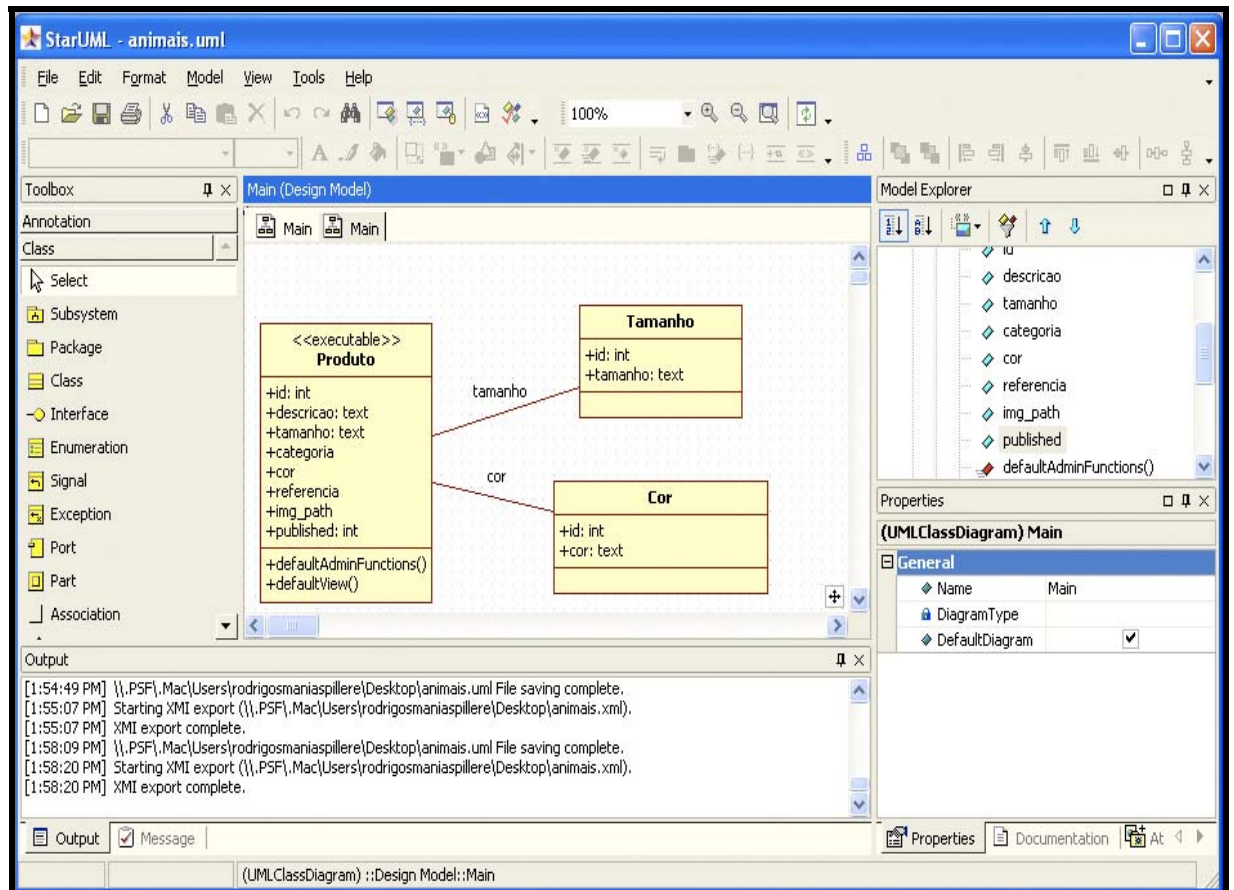 StarUML - animais.uml
File Edit Format Model View Tools Help
100%
Toolbox
Annotation
Class
Select
Subsystem
Package
Class
Interface
Enumeration
Signal
Exception
Port
Part
Association
Main (Design Model)
Main Main
<<executable>>
Produto
+id: int
+descricao: text
+tamanho: text
+categoria
+cor
+referencia
+img_path
+published: int
+defaultAdminFunctions()
+defaultView()
tamanho
cor
Tamanho
+id: int
+tamanho: text
Cor
+id: int
+cor: text
Model Explorer
id
descricao
tamanho
categoria
cor
referencia
img_path
published
defaultAdminFunctions()
Properties
(UMLClassDiagram) Main
General
Name Main
DiagramType
DefaultDiagram
Output
[1:54:49 PM] \\.PSF\.Mac\Users\rodrigosmaniaspillere\Desktop\animais.uml File saving complete.
[1:55:07 PM] Starting XMI export (\\.PSF\.Mac\Users\rodrigosmaniaspillere\Desktop\animais.xml).
[1:55:07 PM] XMI export complete.
[1:58:09 PM] \\.PSF\.Mac\Users\rodrigosmaniaspillere\Desktop\animais.uml File saving complete.
[1:58:20 PM] Starting XMI export (\\.PSF\.Mac\Users\rodrigosmaniaspillere\Desktop\animais.xml).
[1:58:20 PM] XMI export complete.
Output Message
Properties Documentation At
(UMLClassDiagram) ::Design Model::Main